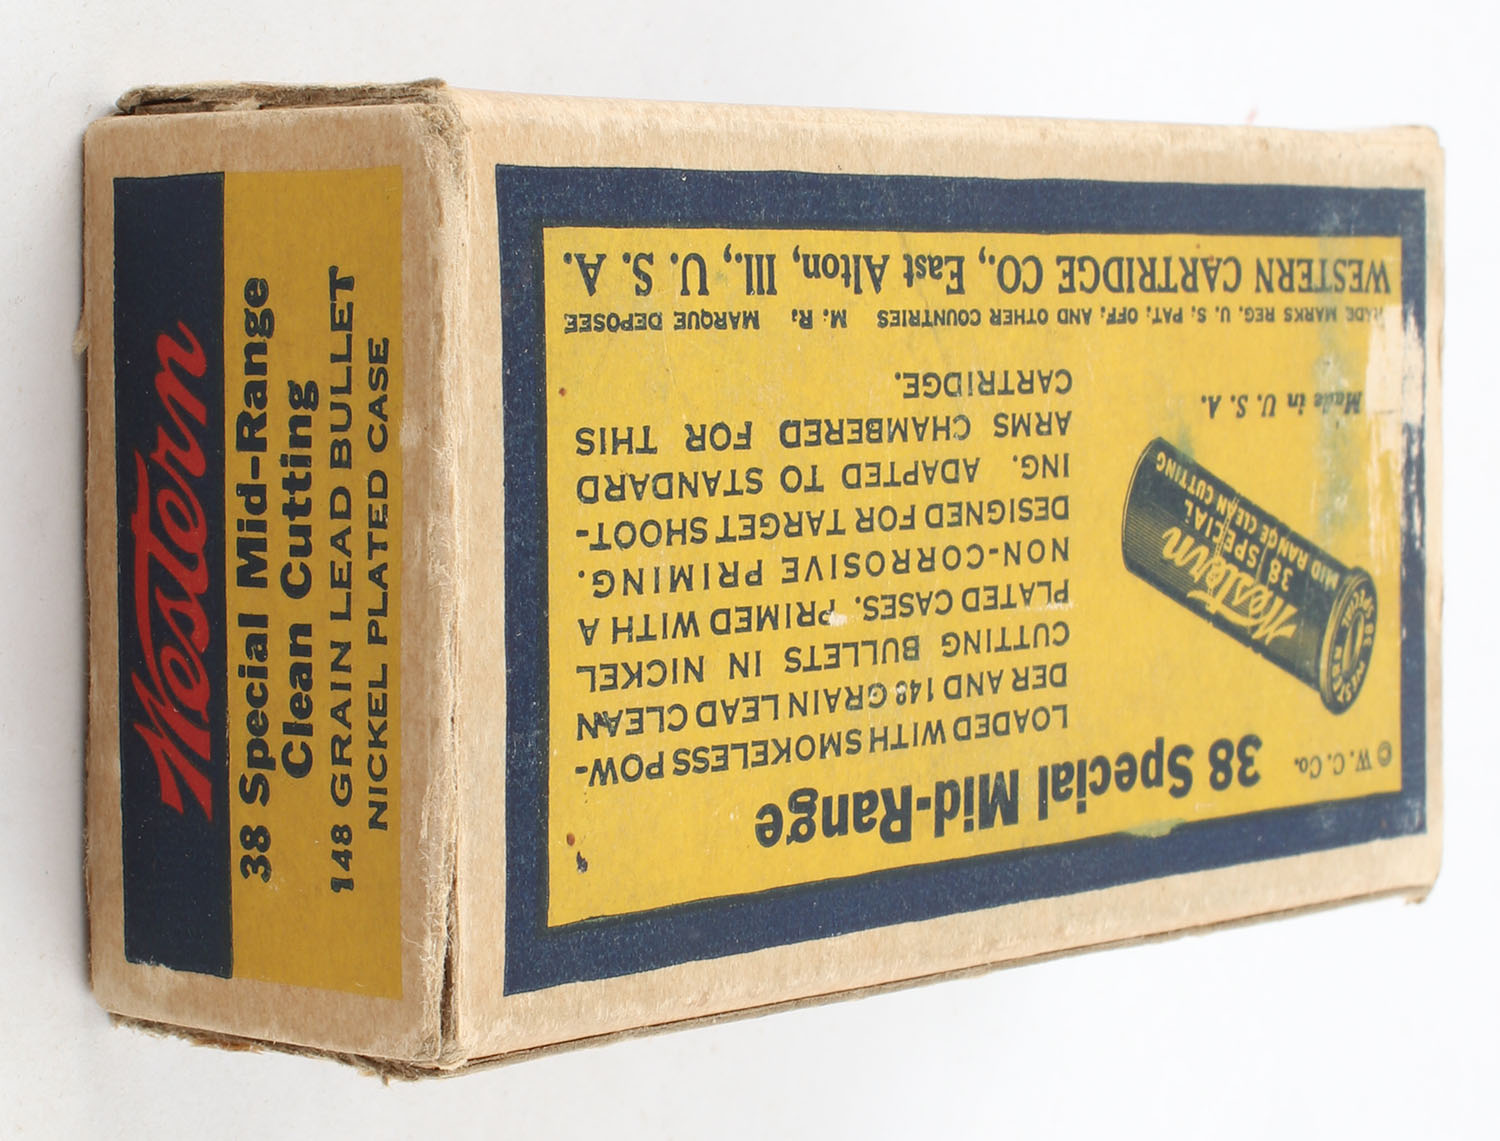 Western
38 Special Mid-Range
Clean Cutting
148 GRAIN LEAD BULLET
NICKEL PLATED CASE
38 Special Mid-Range
LOADED WITH SMOKELESS POW-
DER AND 148 GRAIN LEAD CLEAN
CUTTING BULLETS IN NICKEL
PLATED CASES. PRIMED WITH A
NON-CORROSIVE PRIMING.
DESIGNED FOR TARGET SHOOT-
ING. ADAPTED TO STANDARD
ARMS CHAMBERED FOR THIS
CARTRIDGE.
© W. C. Co.
Western
38 SPECIAL
MID RANGE CLEAN CUTTING
Made in U. S. A.
TRADE MARKS REG. U. S. PAT. OFF. AND OTHER COUNTRIES M. R. MARQUE DEPOSEE
WESTERN CARTRIDGE CO., East Alton, Ill., U. S. A.